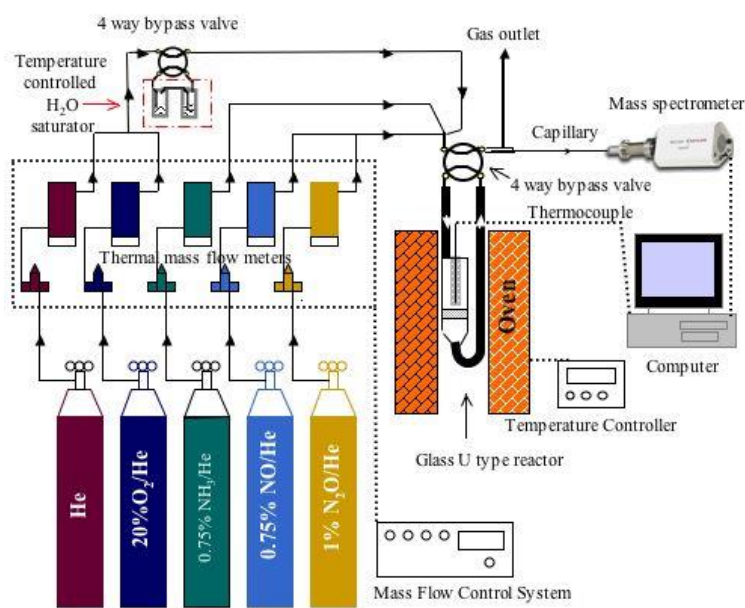 4 way bypass valve
Gas outlet
Temperature
controlled
H₂O
saturator
Mass spectrometer
Capillary
4 way bypass valve
Thermocouple
Thermal mass flow meters
Oven
Computer
Temperature Controller
Glass U type reactor
He
20%O₂/He
0.75% NH₃/He
0.75% NO/He
1% N₂O/He
Mass Flow Control System